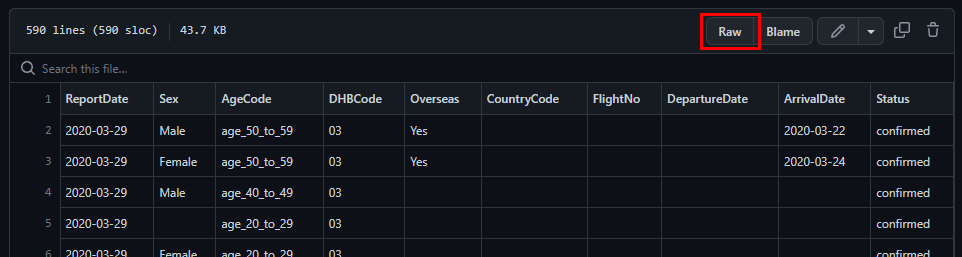 590 lines (590 sloc) 43.7 KB Raw Blame
Search this file...
1 ReportDate Sex AgeCode DHBCode Overseas CountryCode FlightNo DepartureDate ArrivalDate Status
2 2020-03-29 Male age_50_to_59 03 Yes 2020-03-22 confirmed
3 2020-03-29 Female age_50_to_59 03 Yes 2020-03-24 confirmed
4 2020-03-29 Male age_40_to_49 03 confirmed
5 2020-03-29 age_20_to_29 03 confirmed
6 2020-03-29 Female age_20_to_29 03 confirmed